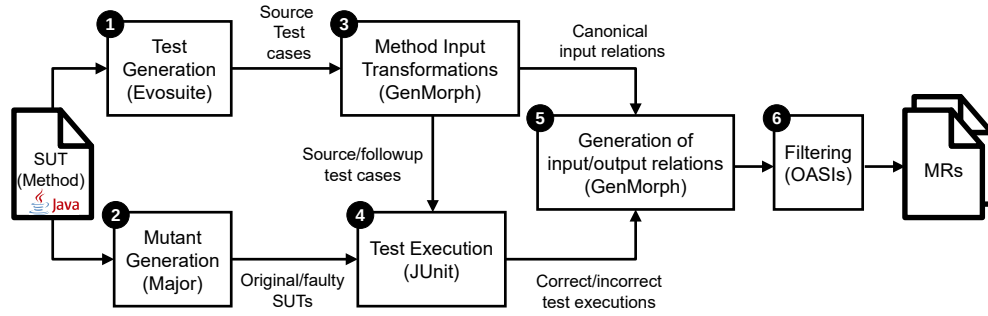 1
Test
Generation
(Evosuite)
Source
Test
cases
3
Method Input
Transformations
(GenMorph)
Canonical
input relations
SUT
(Method)
Java
Source/followup
test cases
5
Generation of
input/output relations
(GenMorph)
6
Filtering
(OASIs)
MRs
2
Mutant
Generation
(Major)
Original/faulty
SUTs
4
Test Execution
(JUnit)
Correct/incorrect
test executions